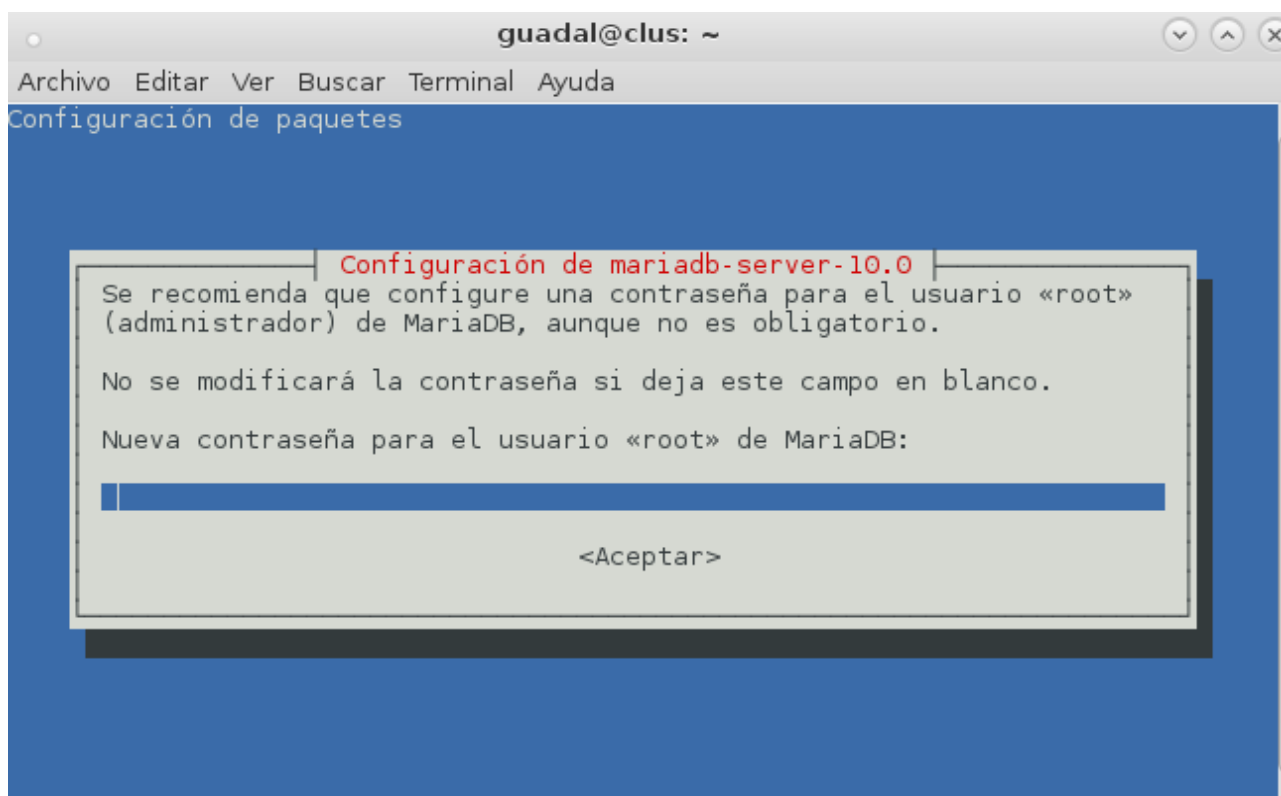 guadal@clus: ~
Archivo Editar Ver Buscar Terminal Ayuda
Configuración de paquetes
Configuración de mariadb-server-10.0
Se recomienda que configure una contraseña para el usuario «root»
(administrador) de MariaDB, aunque no es obligatorio.
No se modificará la contraseña si deja este campo en blanco.
Nueva contraseña para el usuario «root» de MariaDB:
<Aceptar>